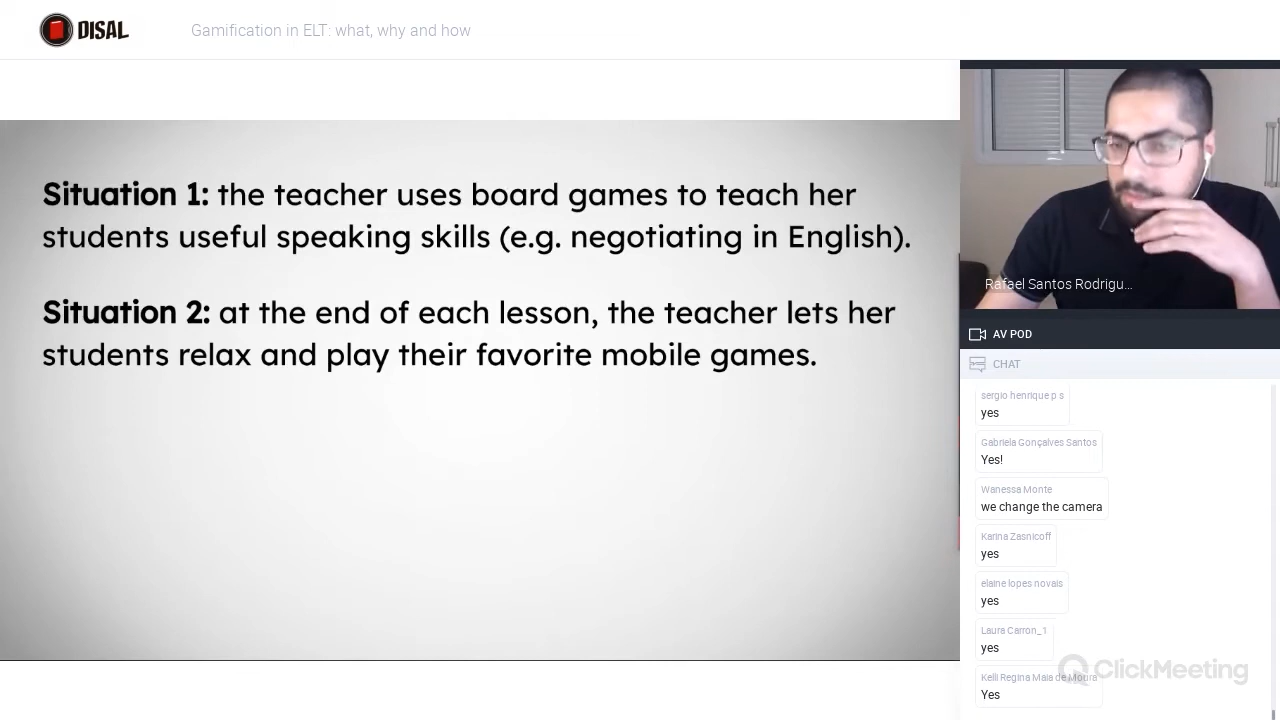 DISAL
Gamification in ELT: what, why and how
Situation 1: the teacher uses board games to teach her
students useful speaking skills (e.g. negotiating in English).
Situation 2: at the end of each lesson, the teacher lets her
students relax and play their favorite mobile games.
Rafael Santos Rodrigu...
AV POD
CHAT
sergio henrique p s
yes
Gabriela Gonçalves Santos
Yes!
Wanessa Monte
we change the camera
Karina Zasnicoff
yes
elaine lopes novais
yes
Laura Carron_1
yes
Kelli Regina Maia de Moura
Yes
ClickMeeting